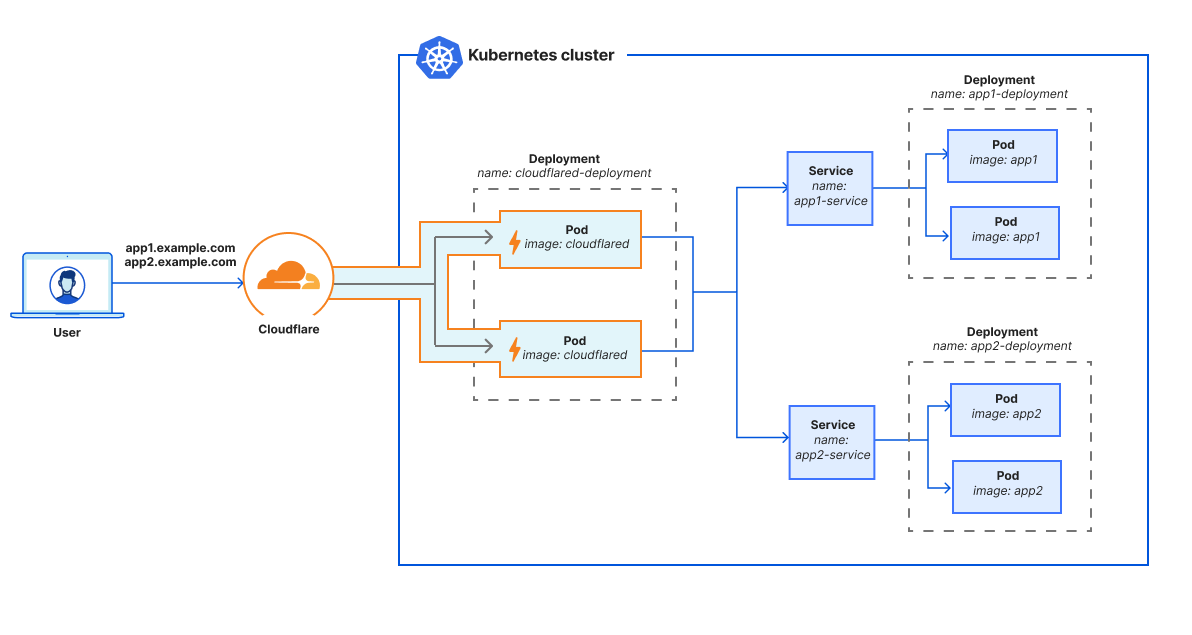 Kubernetes cluster
Deployment
name: app1-deployment
Pod
image: app1
Pod
image: app1
Service
name:
app1-service
Deployment
name: cloudflared-deployment
Pod
image: cloudflared
Pod
image: cloudflared
app1.example.com
app2.example.com
User
Cloudflare
Deployment
name: app2-deployment
Pod
image: app2
Pod
image: app2
Service
name:
app2-service